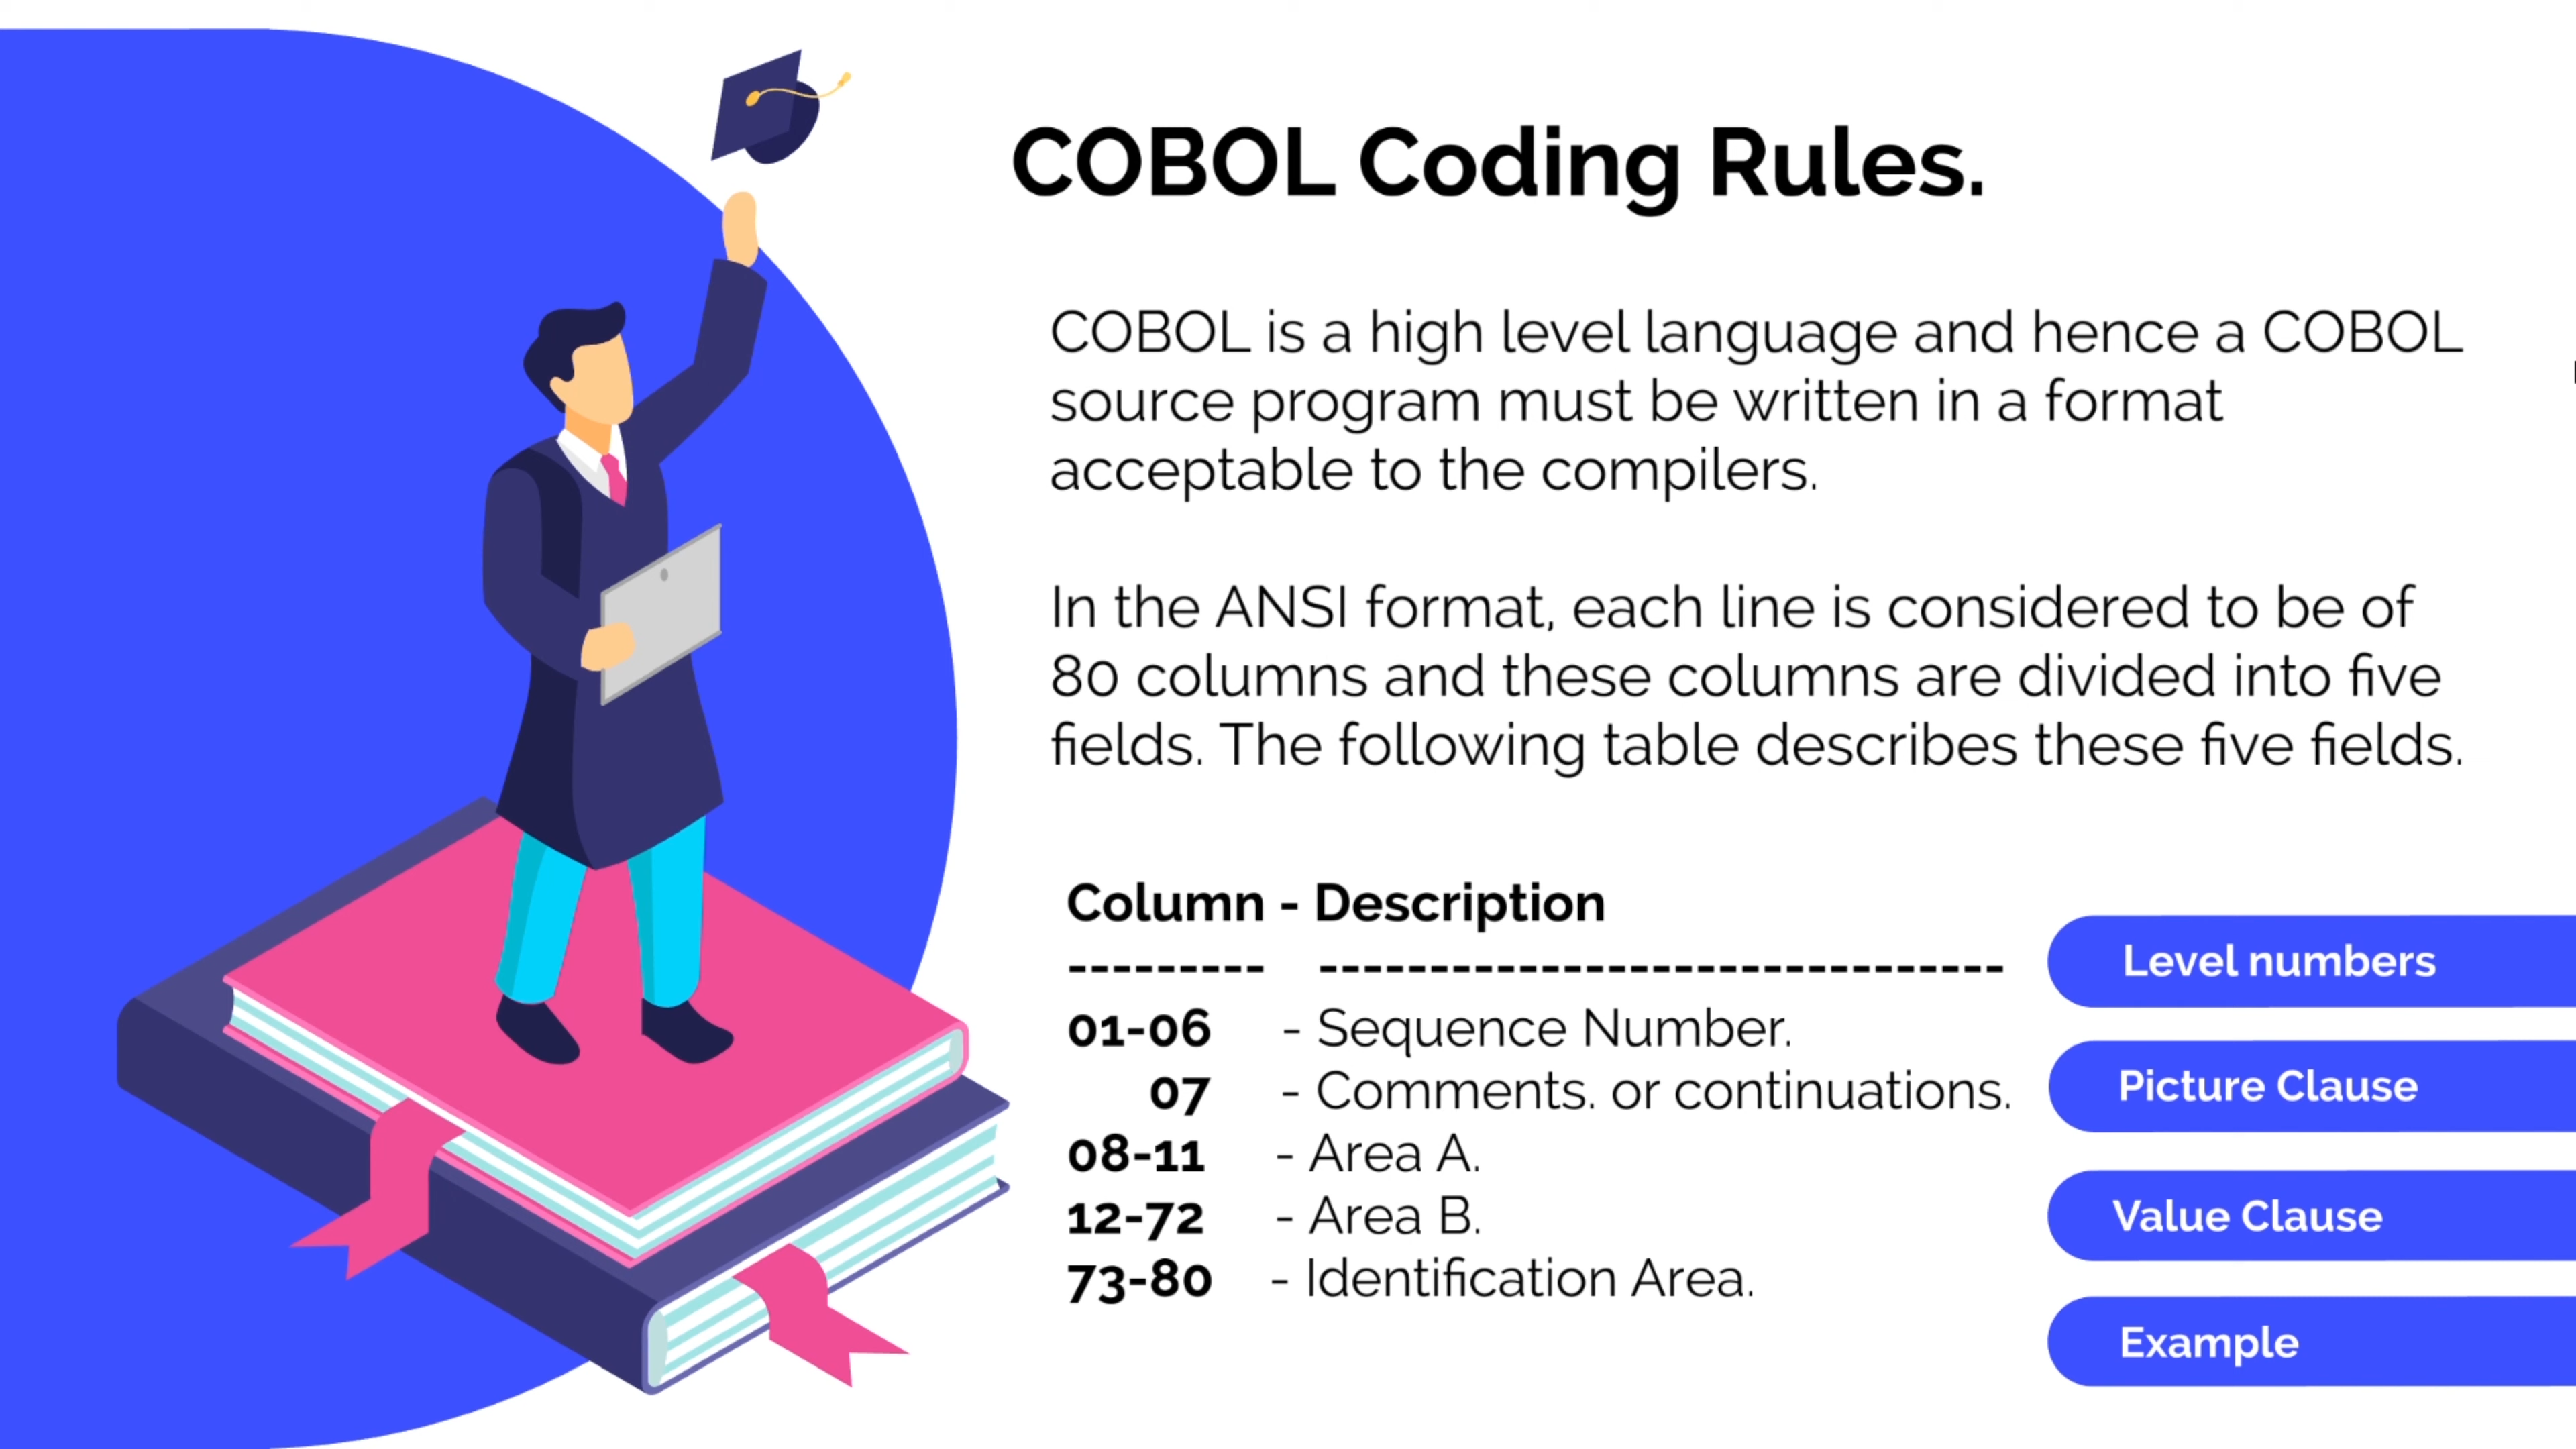 COBOL Coding Rules.
COBOL is a high level language and hence a COBOL
source program must be written in a format
acceptable to the compilers.
In the ANSI format, each line is considered to be of
80 columns and these columns are divided into five
fields. The following table describes these five fields.
Column - Description
--------- -------------------------------
01-06 - Sequence Number.
07 - Comments. or continuations.
08-11 - Area A.
12-72 - Area B.
73-80 - Identification Area.
Level numbers
Picture Clause
Value Clause
Example